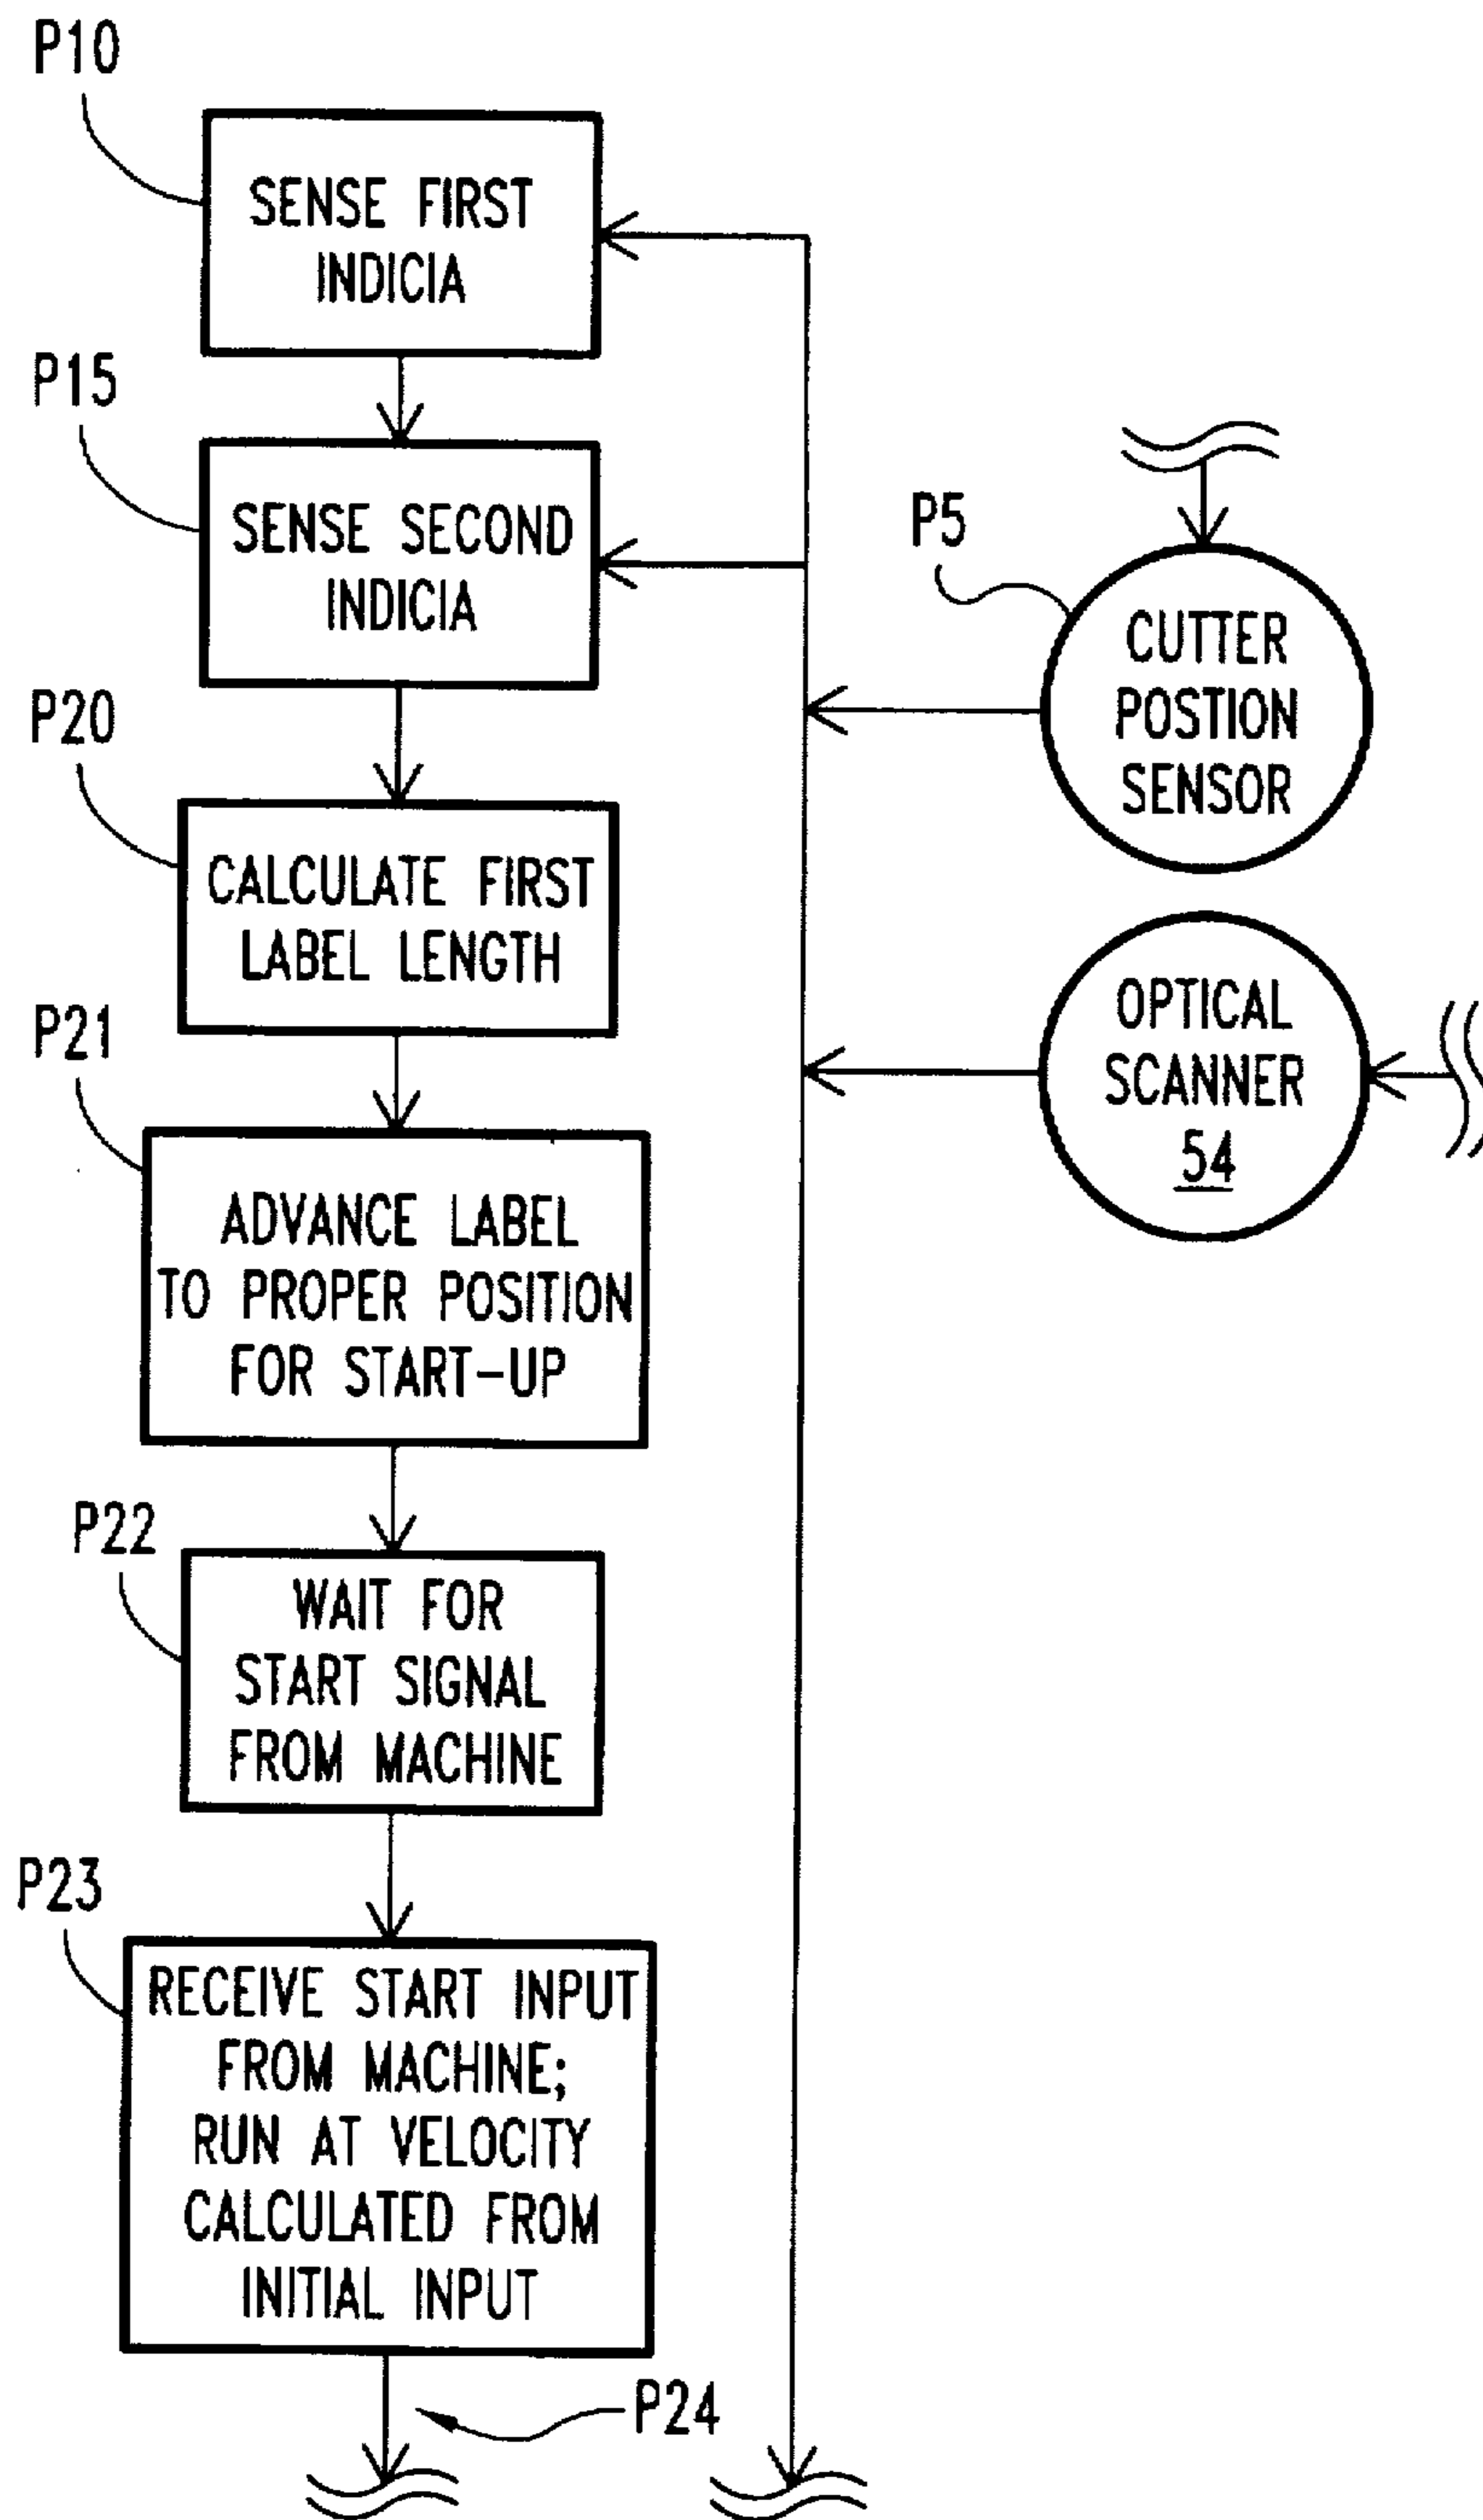 P10
SENSE FIRST
INDICIA
P15
SENSE SECOND
INDICIA
P5
CUTTER
POSTION
SENSOR
P20
CALCULATE FIRST
LABEL LENGTH
OPTICAL
SCANNER
54
P21
ADVANCE LABEL
TO PROPER POSITION
FOR START-UP
P22
WAIT FOR
START SIGNAL
FROM MACHINE
P23
RECEIVE START INPUT
FROM MACHINE;
RUN AT VELOCITY
CALCULATED FROM
INITIAL INPUT
P24